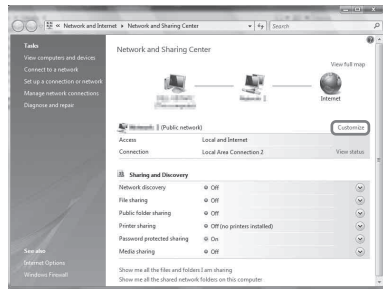 « Network and Internet ▸ Network and Sharing Center
Search
Tasks
View computers and devices
Connect to a network
Set up a connection or network
Manage network connections
Diagnose and repair
See also
Internet Options
Windows Firewall
Network and Sharing Center
View full map
Internet
(Public network)
Customize
Access Local and Internet
Connection Local Area Connection 2 View status
Sharing and Discovery
Network discovery Off
File sharing Off
Public folder sharing Off
Printer sharing Off (no printers installed)
Password protected sharing On
Media sharing Off
Show me all the files and folders I am sharing
Show me all the shared network folders on this computer